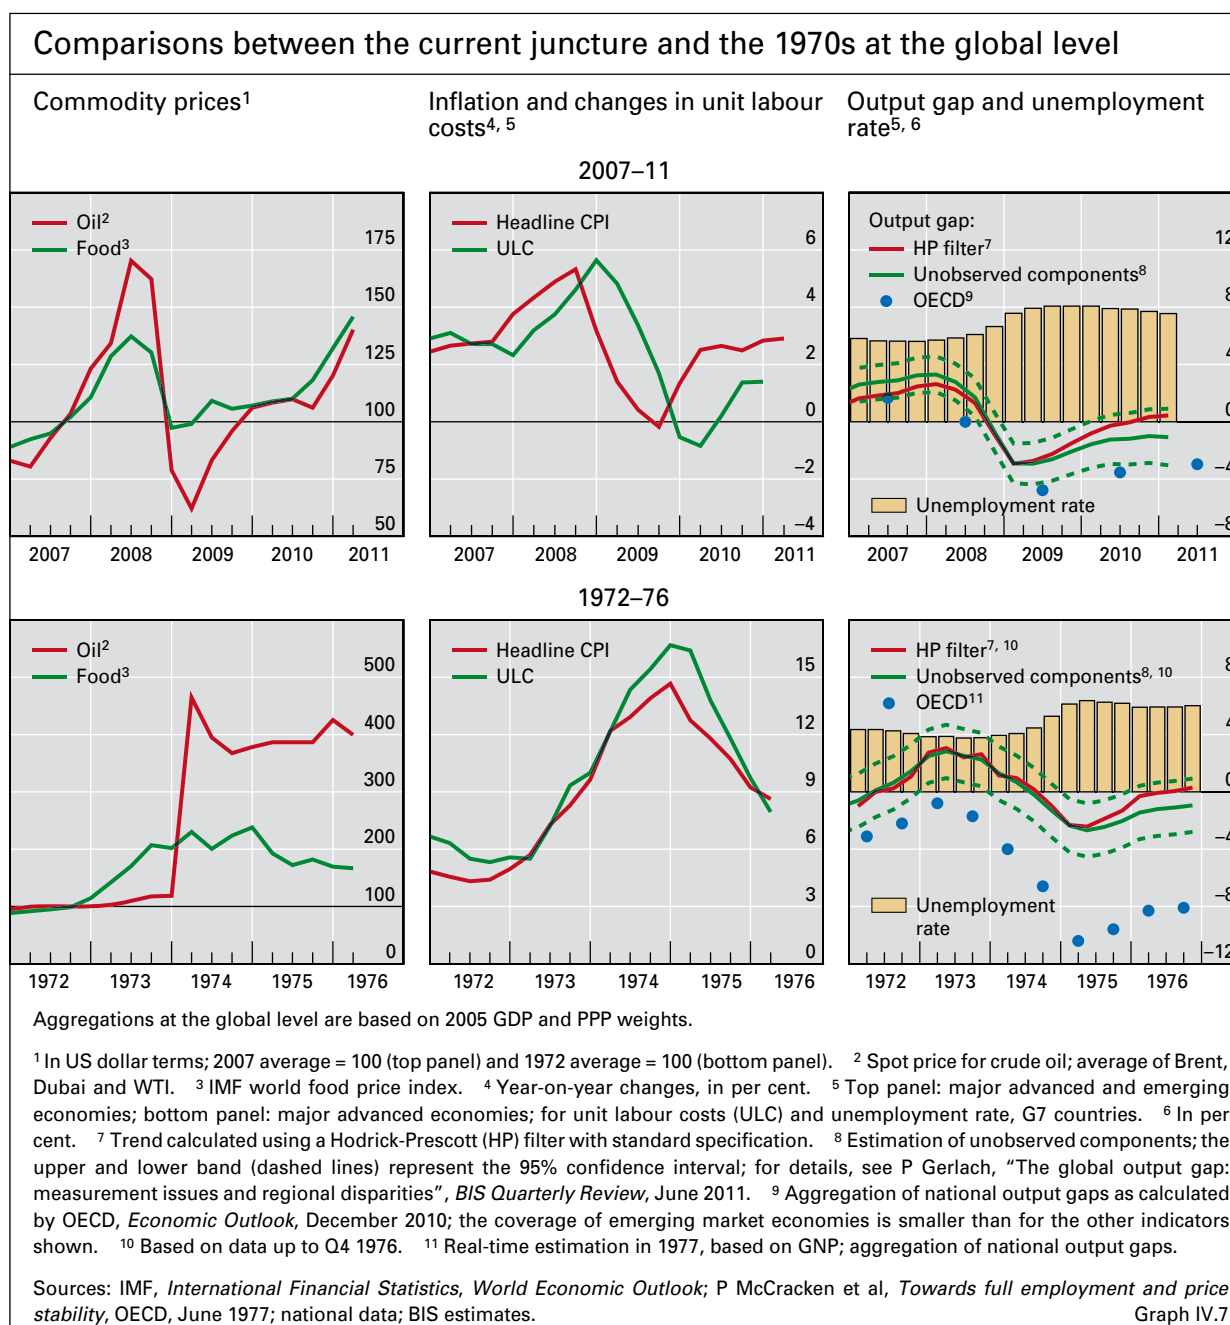 Comparisons between the current juncture and the 1970s at the global level
Commodity prices1
Inflation and changes in unit labour
costs4, 5
Output gap and unemployment
rate5, 6
2007–11
Oil2
Food3
175
150
125
100
75
50
2007 2008 2009 2010 2011
Headline CPI
ULC
6
4
2
0
–2
–4
2007 2008 2009 2010 2011
Output gap:
HP filter7
Unobserved components8
OECD9
Unemployment rate
12
8
4
0
–4
–8
2007 2008 2009 2010 2011
1972–76
Oil2
Food3
500
400
300
200
100
0
1972 1973 1974 1975 1976
Headline CPI
ULC
15
12
9
6
3
0
1972 1973 1974 1975 1976
HP filter7, 10
Unobserved components8, 10
OECD11
Unemployment
rate
8
4
0
–4
–8
–12
1972 1973 1974 1975 1976
Aggregations at the global level are based on 2005 GDP and PPP weights.
1 In US dollar terms; 2007 average = 100 (top panel) and 1972 average = 100 (bottom panel). 2 Spot price for crude oil; average of Brent,
Dubai and WTI. 3 IMF world food price index. 4 Year-on-year changes, in per cent. 5 Top panel: major advanced and emerging
economies; bottom panel: major advanced economies; for unit labour costs (ULC) and unemployment rate, G7 countries. 6 In per
cent. 7 Trend calculated using a Hodrick-Prescott (HP) filter with standard specification. 8 Estimation of unobserved components; the
upper and lower band (dashed lines) represent the 95% confidence interval; for details, see P Gerlach, “The global output gap:
measurement issues and regional disparities”, BIS Quarterly Review, June 2011. 9 Aggregation of national output gaps as calculated
by OECD, Economic Outlook, December 2010; the coverage of emerging market economies is smaller than for the other indicators
shown. 10 Based on data up to Q4 1976. 11 Real-time estimation in 1977, based on GNP; aggregation of national output gaps.
Sources: IMF, International Financial Statistics, World Economic Outlook; P McCracken et al, Towards full employment and price
stability, OECD, June 1977; national data; BIS estimates.
Graph IV.7